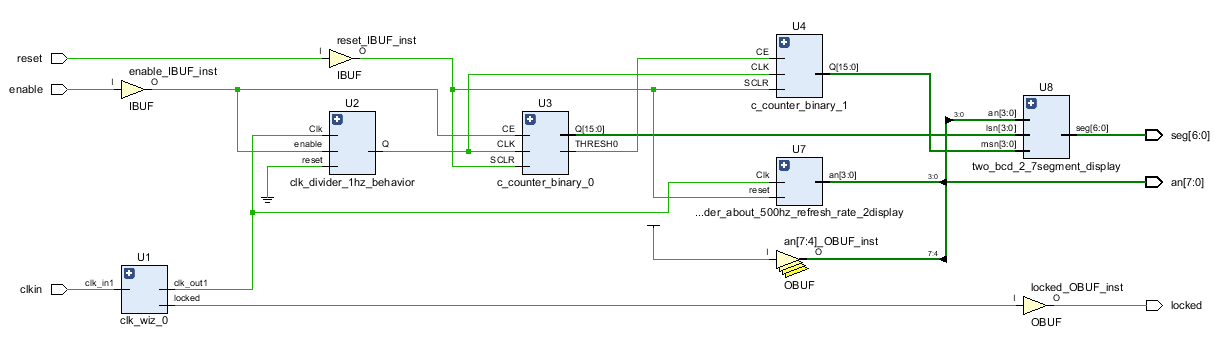 reset
I
reset_IBUF_inst
O
IBUF
enable
I
enable_IBUF_inst
O
IBUF
U2
Clk
enable
reset
Q
clk_divider_1hz_behavior
U3
CE
CLK
SCLR
Q[15:0]
THRESH0
c_counter_binary_0
U4
CE
CLK
SCLR
Q[15:0]
c_counter_binary_1
U7
Clk
reset
an[3:0]
...der_about_500hz_refresh_rate_2display
3:0
3:0
7:4
U8
an[3:0]
lsn[3:0]
msn[3:0]
seg[6:0]
two_bcd_2_7segment_display
seg[6:0]
an[7:0]
an[7:4]_OBUF_inst
I
O
OBUF
U1
clkin
clk_in1
clk_out1
locked
clk_wiz_0
locked_OBUF_inst
I
O
OBUF
locked